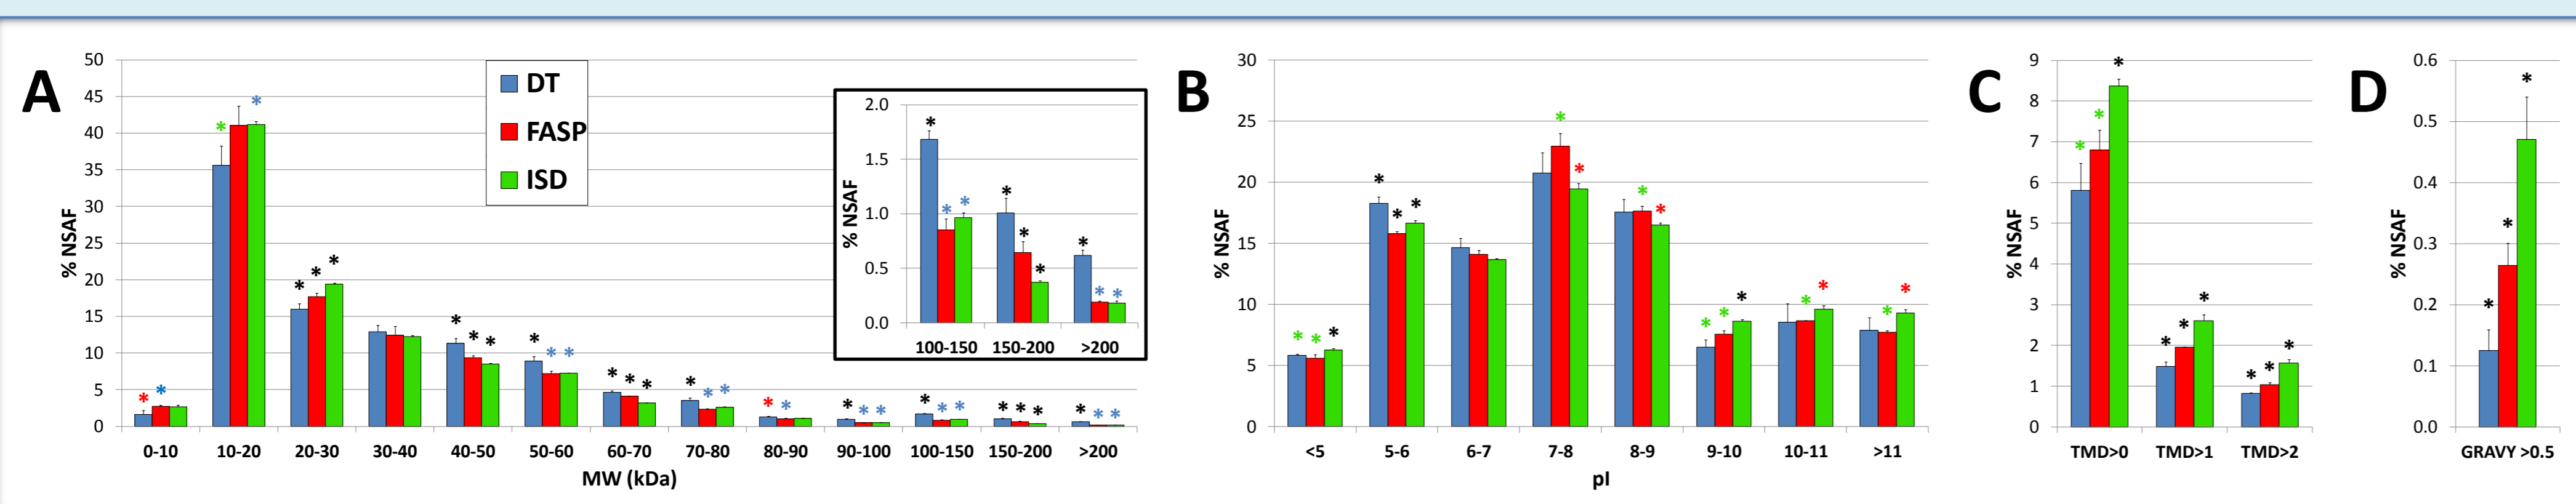 A
% NSAF
50
45
40
35
30
25
20
15
10
5
0
DT
FASP
ISD
0-10 10-20 20-30 30-40 40-50 50-60 60-70 70-80 80-90 90-100 100-150 150-200 >200
MW (kDa)
% NSAF
2.0
1.5
1.0
0.5
0.0
100-150 150-200 >200
B
% NSAF
30
25
20
15
10
5
0
<5 5-6 6-7 7-8 8-9 9-10 10-11 >11
pI
C
% NSAF
9
8
7
6
5
4
3
2
1
0
TMD>0 TMD>1 TMD>2
D
% NSAF
0.6
0.5
0.4
0.3
0.2
0.1
0.0
GRAVY >0.5